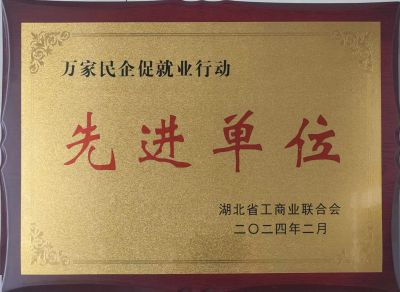 万家民企促就业行动
先进单位
湖北省工商业联合会
二〇二四年二月